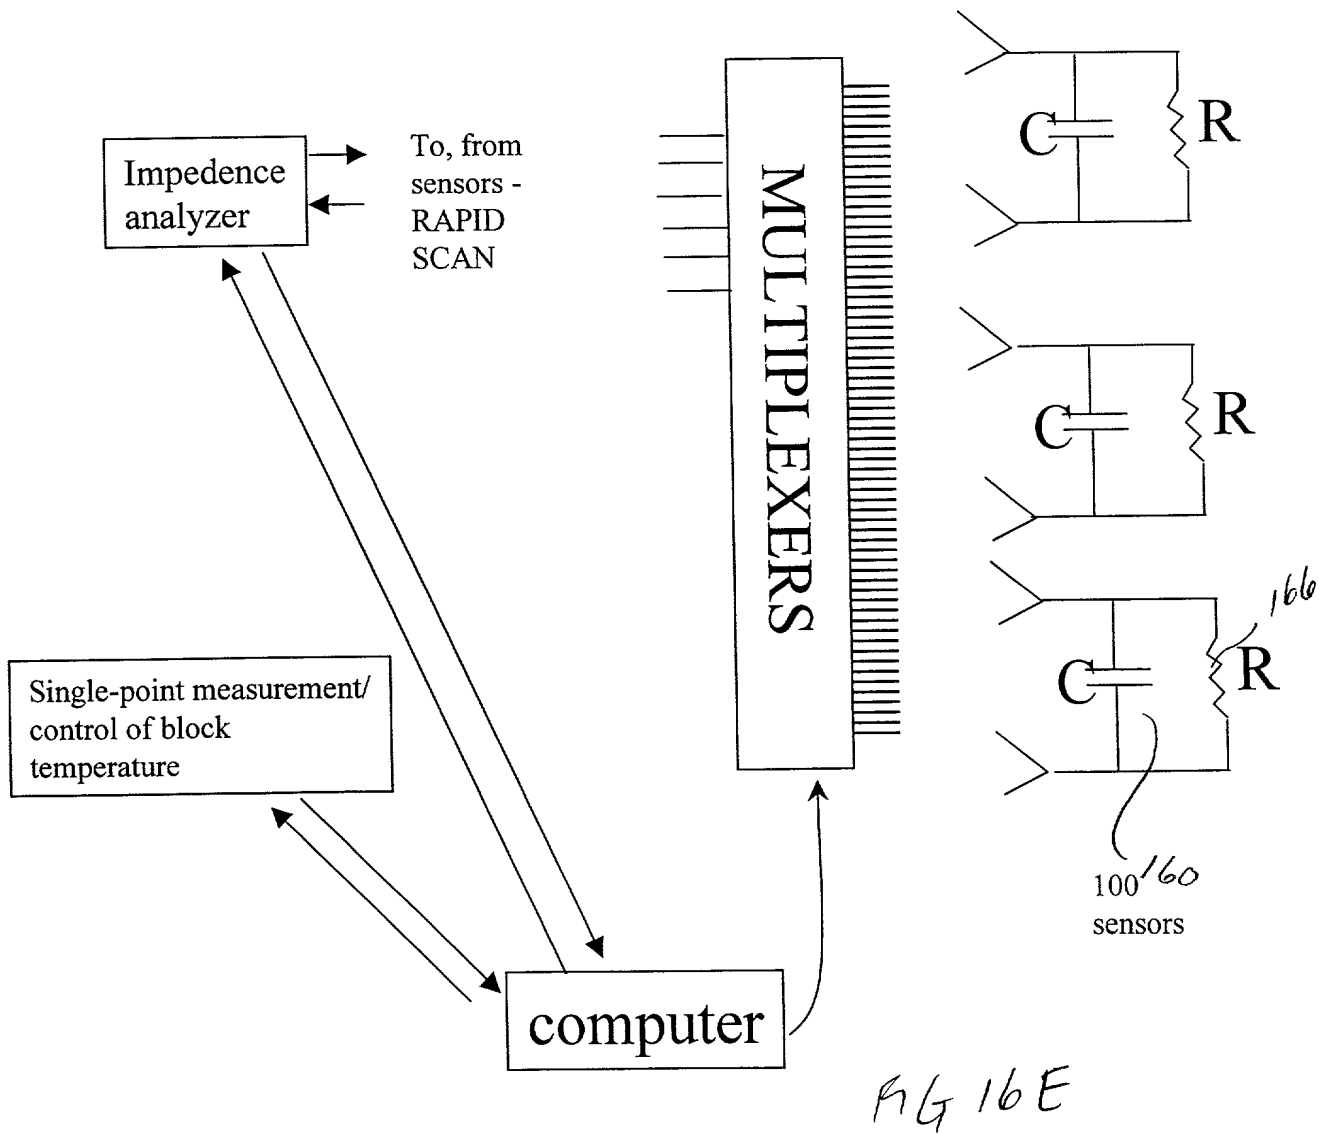 Impedence
analyzer
To, from
sensors -
RAPID
SCAN
MULTIPLEXERS
C
R
C
R
C
R
166
Single-point measurement/
control of block
temperature
100 160
sensors
computer
FIG 16E